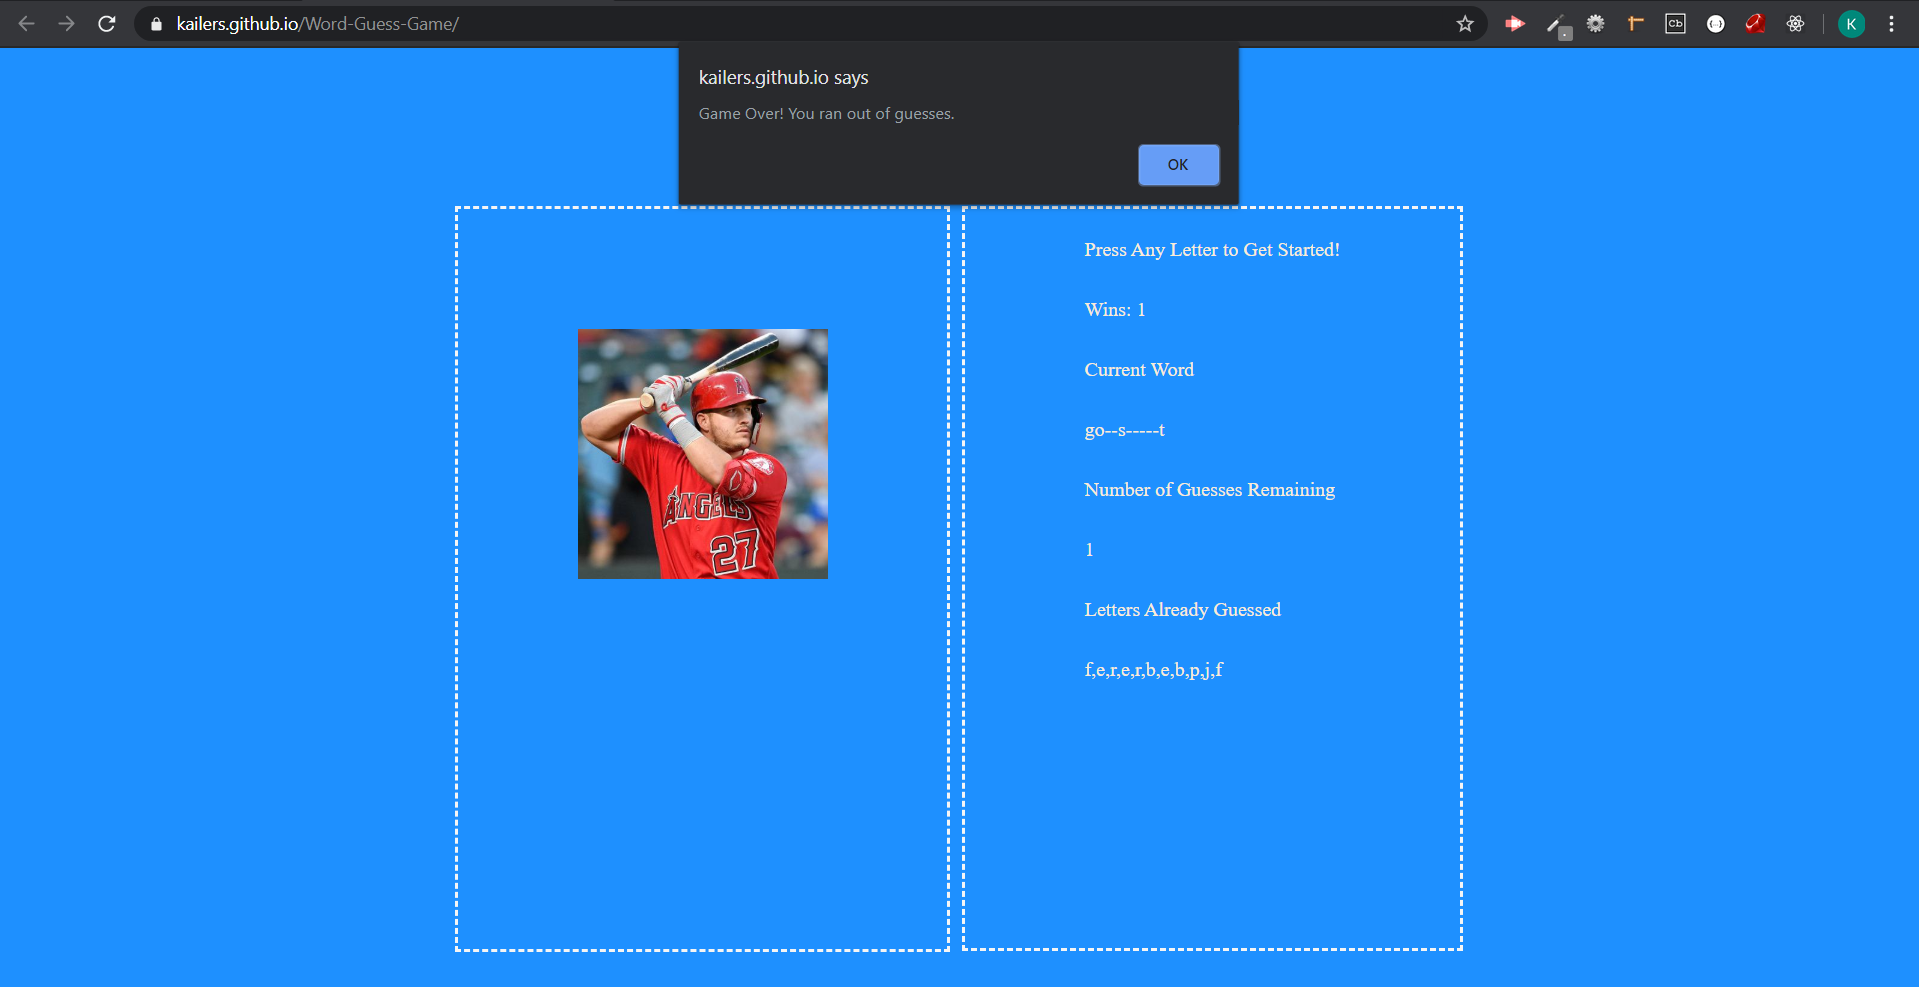 kailers.github.io/Word-Guess-Game/
Cb
K
kailers.github.io says
Game Over! You ran out of guesses.
OK
ANGELS
27
Press Any Letter to Get Started!
Wins: 1
Current Word
go--s-----t
Number of Guesses Remaining
1
Letters Already Guessed
f,e,r,e,r,b,e,b,p,j,f